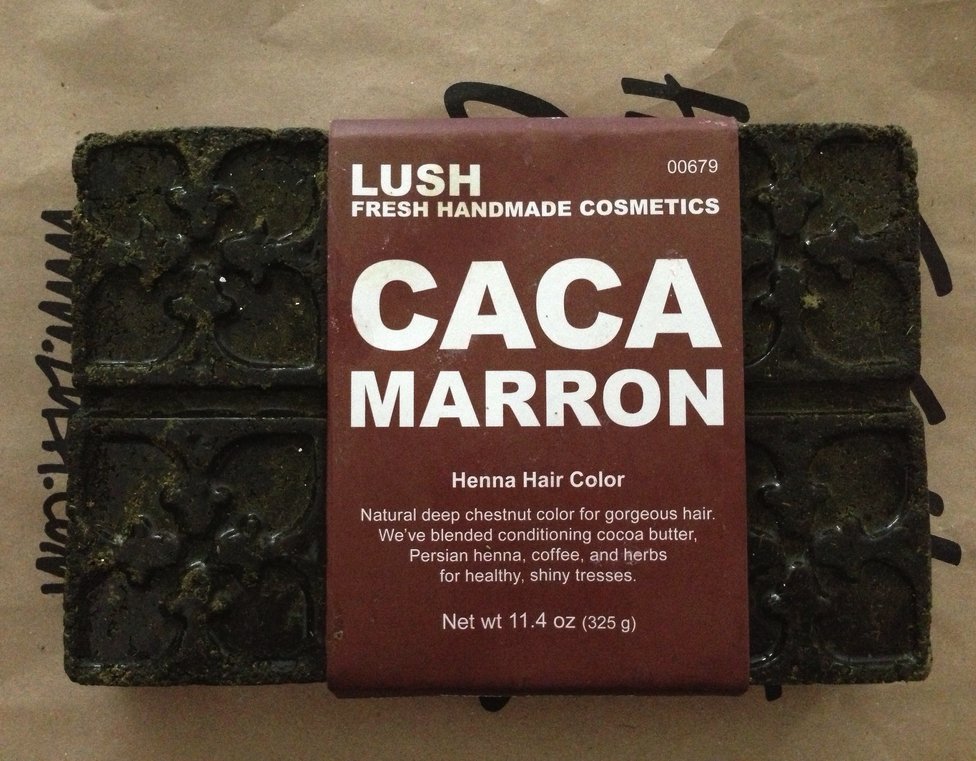 00679
LUSH
FRESH HANDMADE COSMETICS
CACA
MARRON
Henna Hair Color
Natural deep chestnut color for gorgeous hair.
We've blended conditioning cocoa butter,
Persian henna, coffee, and herbs
for healthy, shiny tresses.
Net wt 11.4 oz (325 g)